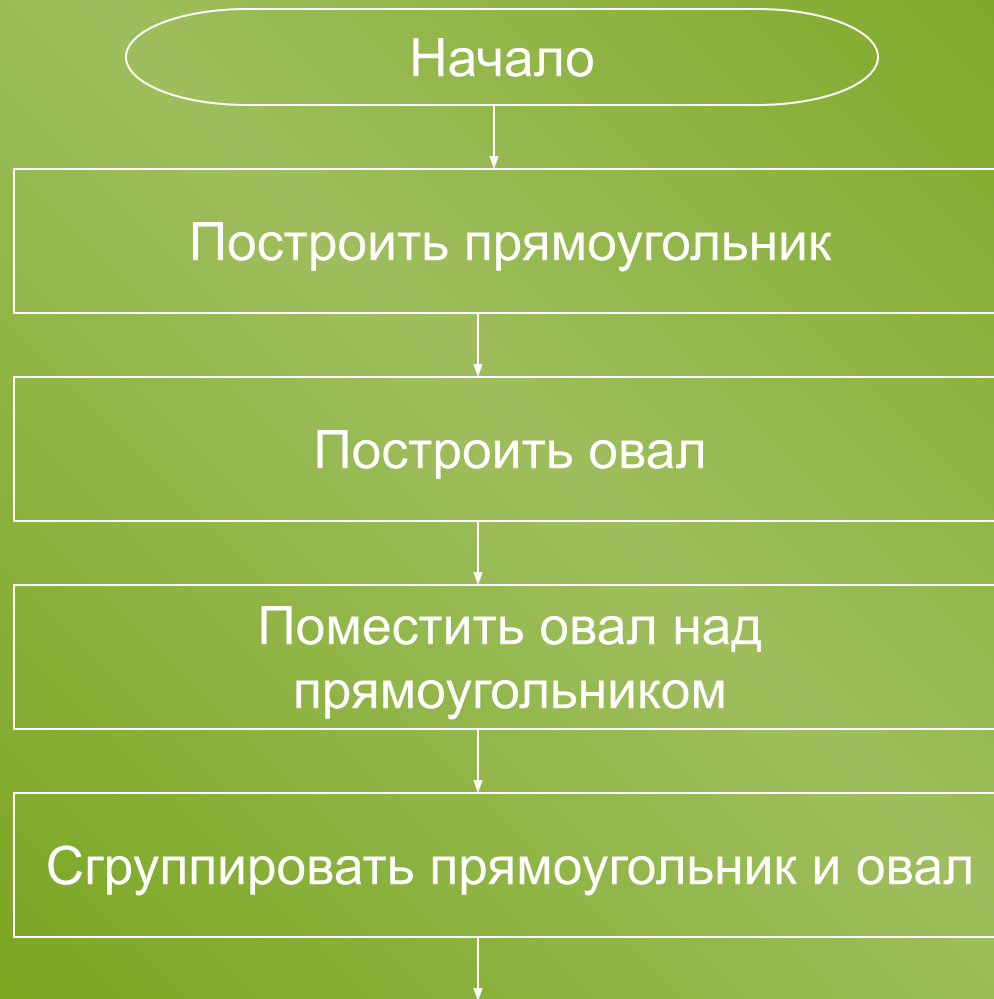 Начало
Построить прямоугольник
Построить овал
Поместить овал над
прямоугольником
Сгруппировать прямоугольник и овал